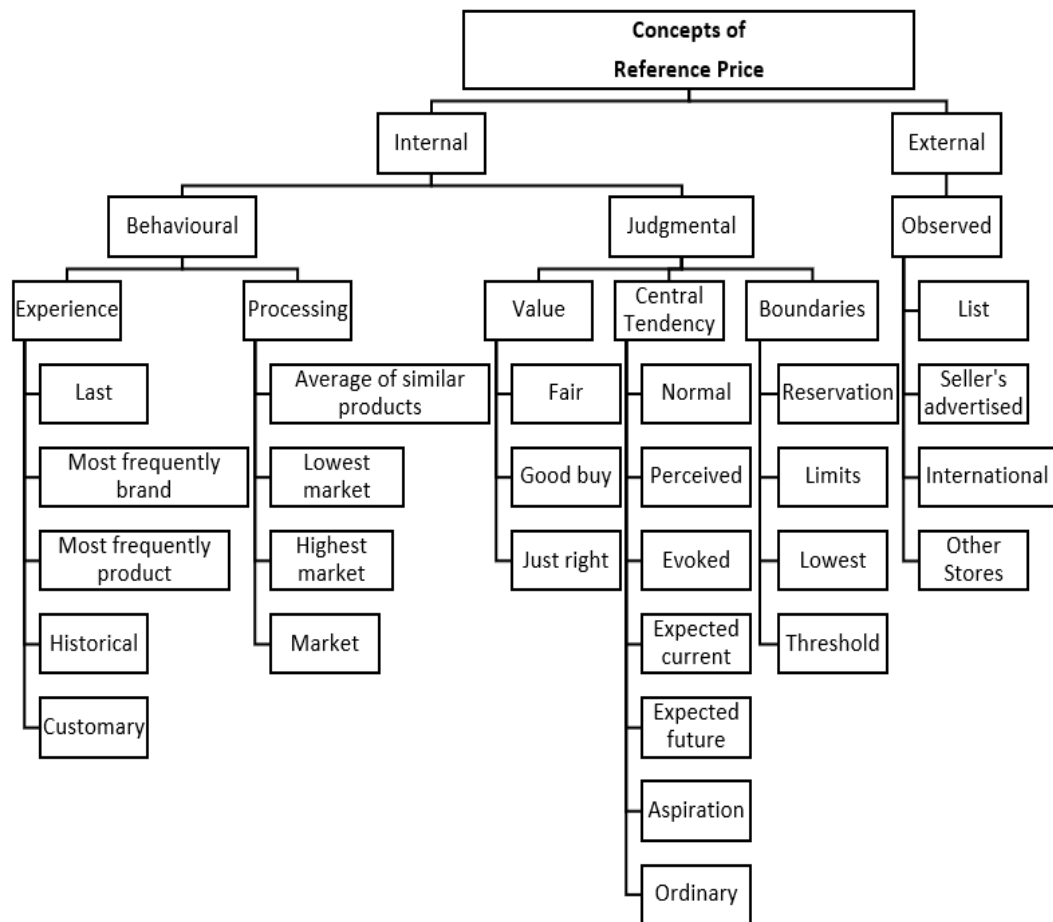 Concepts of
Reference Price
Internal
External
Behavioural
Judgmental
Observed
Experience
Processing
Value
Central
Tendency
Boundaries
List
Last
Average of similar
products
Fair
Normal
Reservation
Seller's
advertised
Most frequently
brand
Lowest
market
Good buy
Perceived
Limits
International
Most frequently
product
Highest
market
Just right
Evoked
Lowest
Other
Stores
Historical
Market
Expected
current
Threshold
Customary
Expected
future
Aspiration
Ordinary